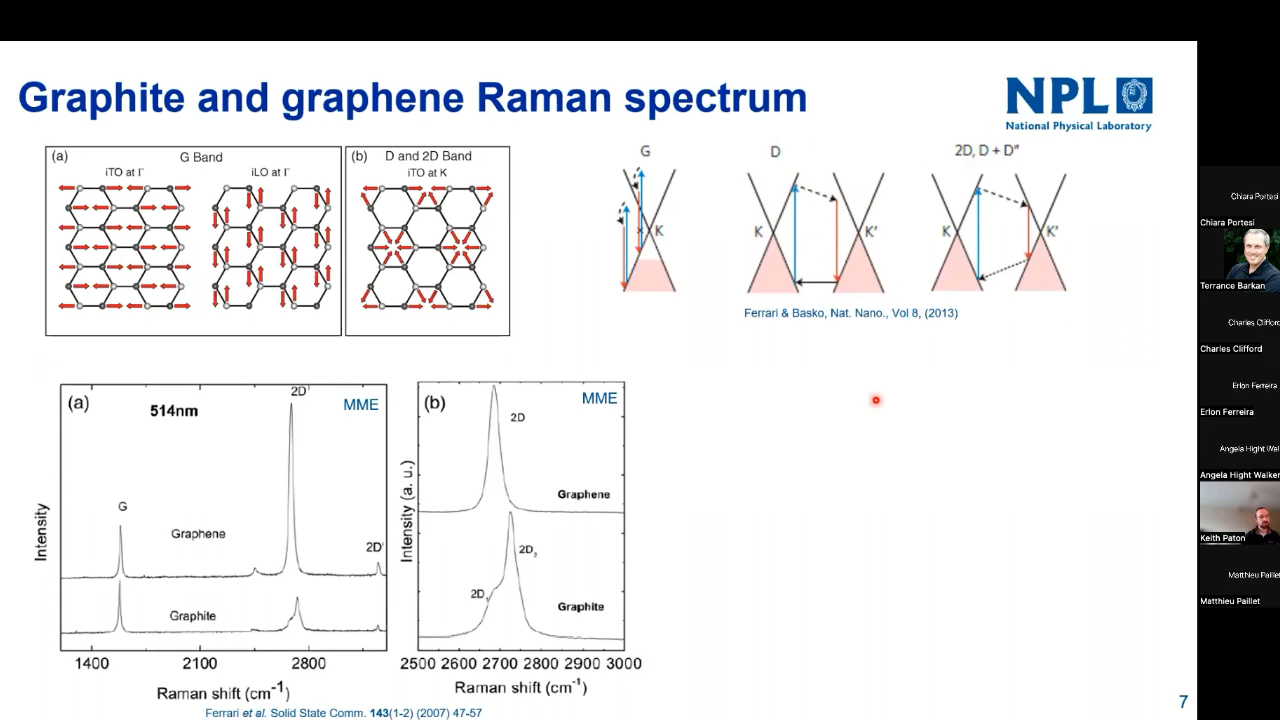 Graphite and graphene Raman spectrum
NPL
National Physical Laboratory
(a)
G Band
iTO at Γ
iLO at Γ
(b)
D and 2D Band
iTO at K
G
K
D
K
K′
2D, D + D″
K
K′
Ferrari & Basko, Nat. Nano., Vol 8, (2013)
(a)
514nm
2D'
MME
G
Graphene
2D'
Graphite
Intensity
1400
2100
2800
Raman shift (cm-1)
(b)
MME
2D
Graphene
2D2
2D1
Graphite
Intensity (a. u.)
2500 2600 2700 2800 2900 3000
Raman shift (cm-1)
Ferrari et al. Solid State Comm. 143(1-2) (2007) 47-57
7
Chiara Portesi
Chiara Portesi
Terrance Barkan
Charles Clifford
Charles Clifford
Erlon Ferreira
Erlon Ferreira
Angela Hight Wal
Angela Hight Walker
Keith Paton
Matthieu Paillet
Matthieu Paillet